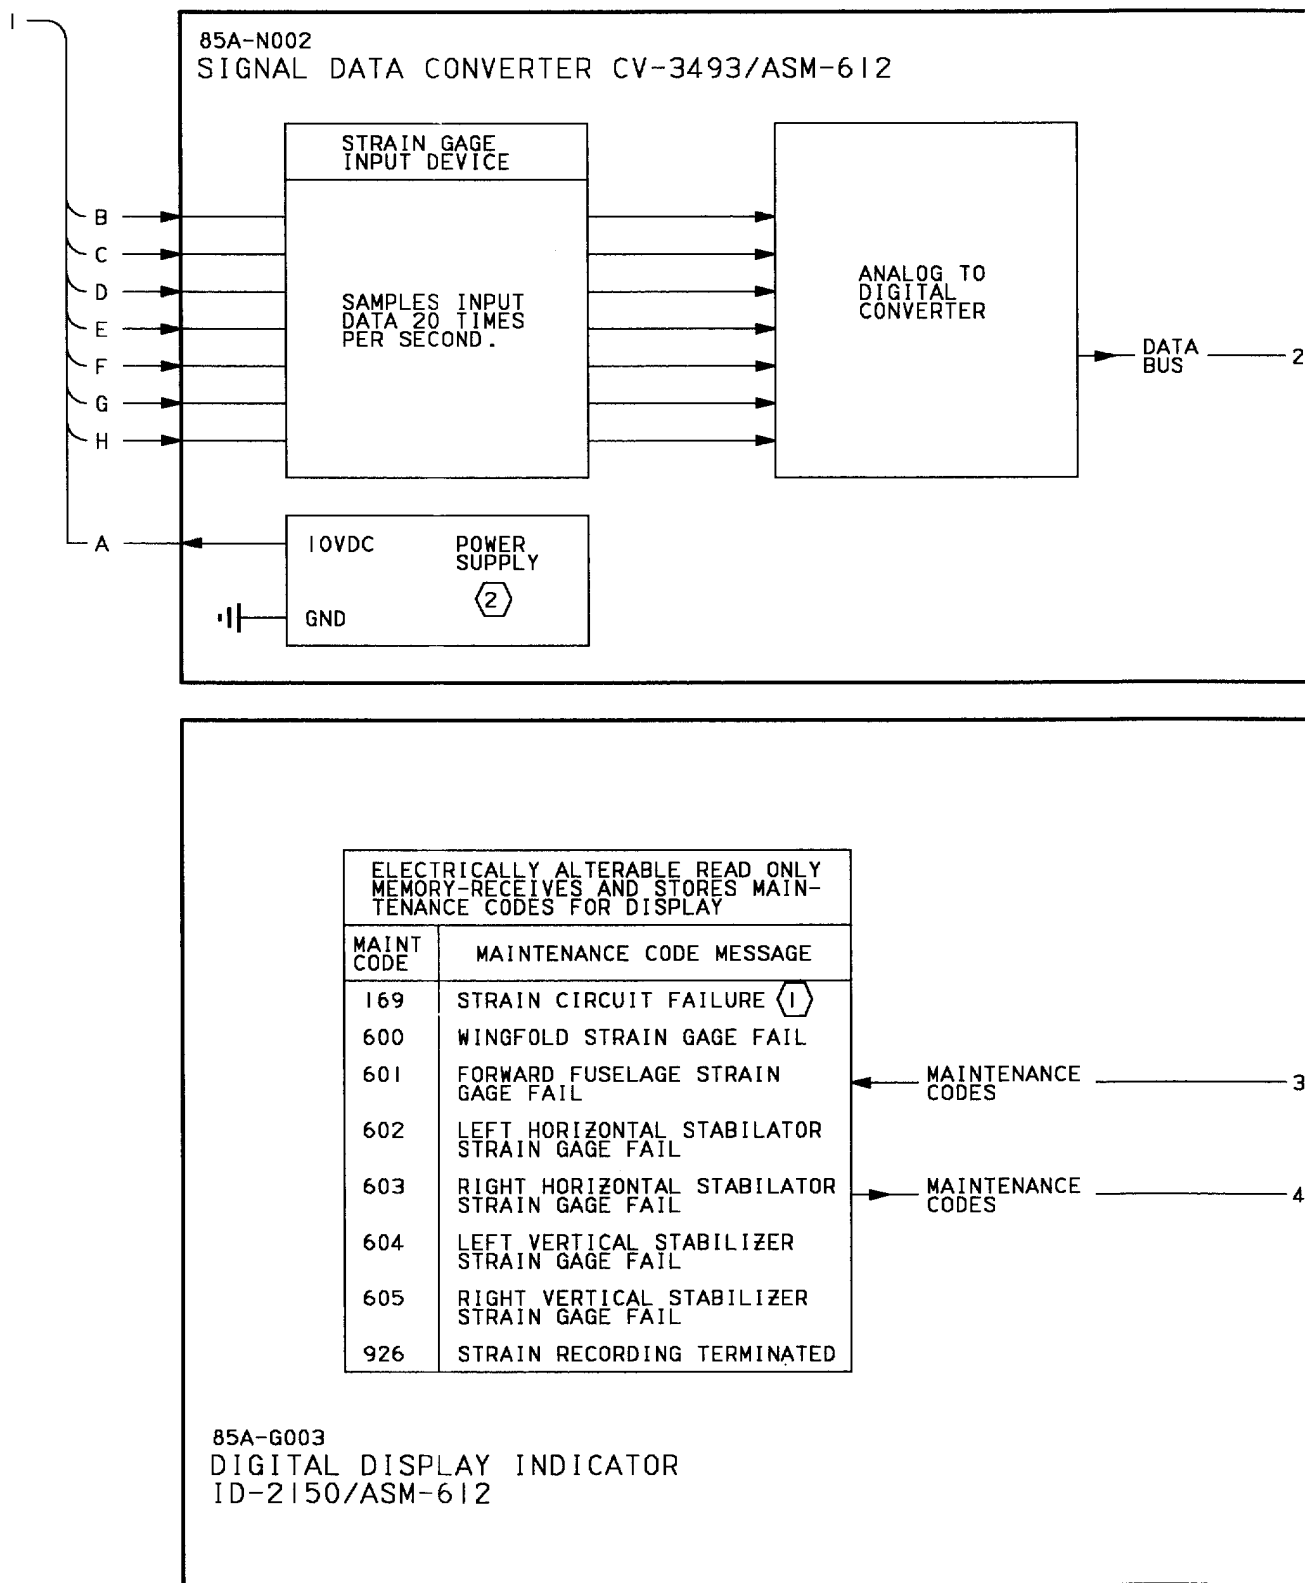 1
85A-N002
SIGNAL DATA CONVERTER CV-3493/ASM-612
STRAIN GAGE
INPUT DEVICE
B
C
D
E
F
G
H
SAMPLES INPUT
DATA 20 TIMES
PER SECOND.
ANALOG TO
DIGITAL
CONVERTER
DATA
BUS
2
A
10VDC
POWER
SUPPLY
2
GND
ELECTRICALLY ALTERABLE READ ONLY
MEMORY-RECEIVES AND STORES MAIN-
TENANCE CODES FOR DISPLAY
MAINT
CODE
MAINTENANCE CODE MESSAGE
169 STRAIN CIRCUIT FAILURE 1
600 WINGFOLD STRAIN GAGE FAIL
601 FORWARD FUSELAGE STRAIN
GAGE FAIL
602 LEFT HORIZONTAL STABILATOR
STRAIN GAGE FAIL
603 RIGHT HORIZONTAL STABILATOR
STRAIN GAGE FAIL
604 LEFT VERTICAL STABILIZER
STRAIN GAGE FAIL
605 RIGHT VERTICAL STABILIZER
STRAIN GAGE FAIL
926 STRAIN RECORDING TERMINATED
MAINTENANCE
CODES
3
MAINTENANCE
CODES
4
85A-G003
DIGITAL DISPLAY INDICATOR
ID-2150/ASM-612